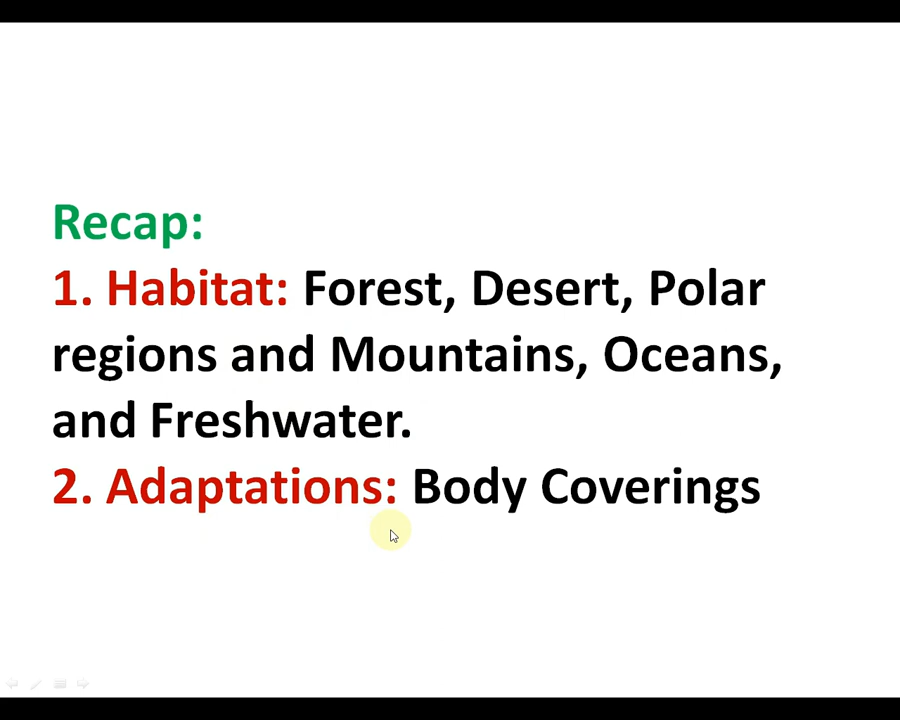 Recap:
1. Habitat: Forest, Desert, Polar
regions and Mountains, Oceans,
and Freshwater.
2. Adaptations: Body Coverings